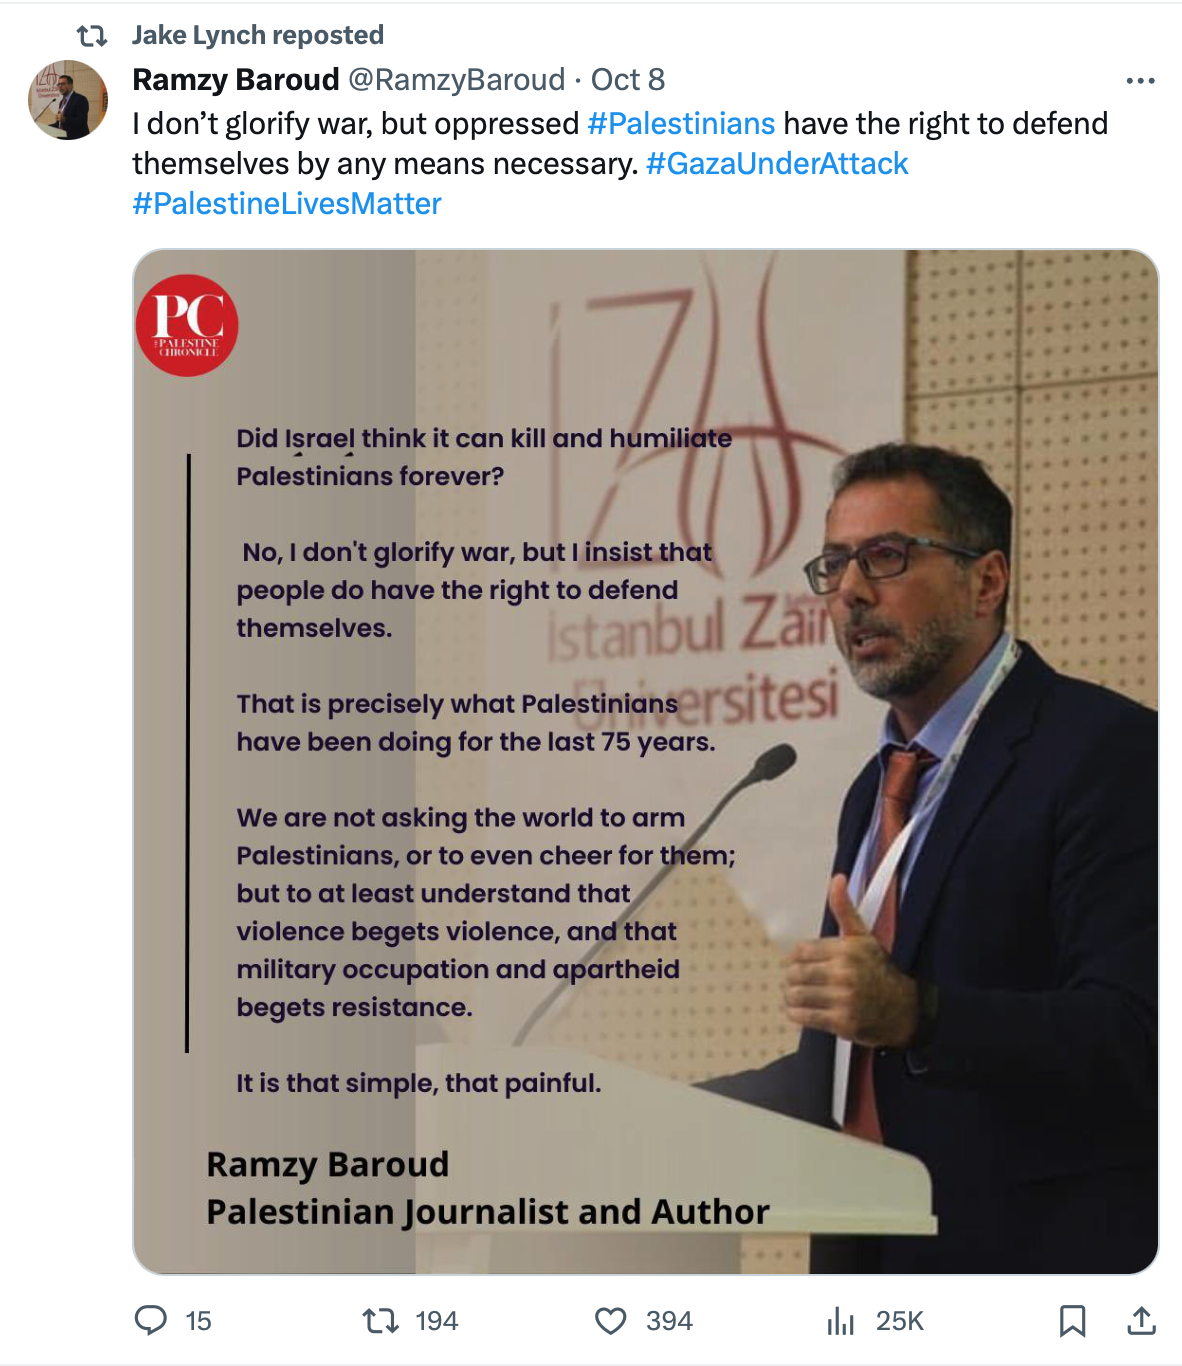 Jake Lynch reposted
Ramzy Baroud @RamzyBaroud · Oct 8
I don’t glorify war, but oppressed #Palestinians have the right to defend
themselves by any means necessary. #GazaUnderAttack
#PalestineLivesMatter
PC
THE PALESTINE
CHRONICLE
Did Israel think it can kill and humiliate
Palestinians forever?
No, I don't glorify war, but I insist that
people do have the right to defend
themselves.
That is precisely what Palestinians
have been doing for the last 75 years.
We are not asking the world to arm
Palestinians, or to even cheer for them;
but to at least understand that
violence begets violence, and that
military occupation and apartheid
begets resistance.
It is that simple, that painful.
Ramzy Baroud
Palestinian Journalist and Author
İstanbul Zaim
Üniversitesi
15
194
394
25K